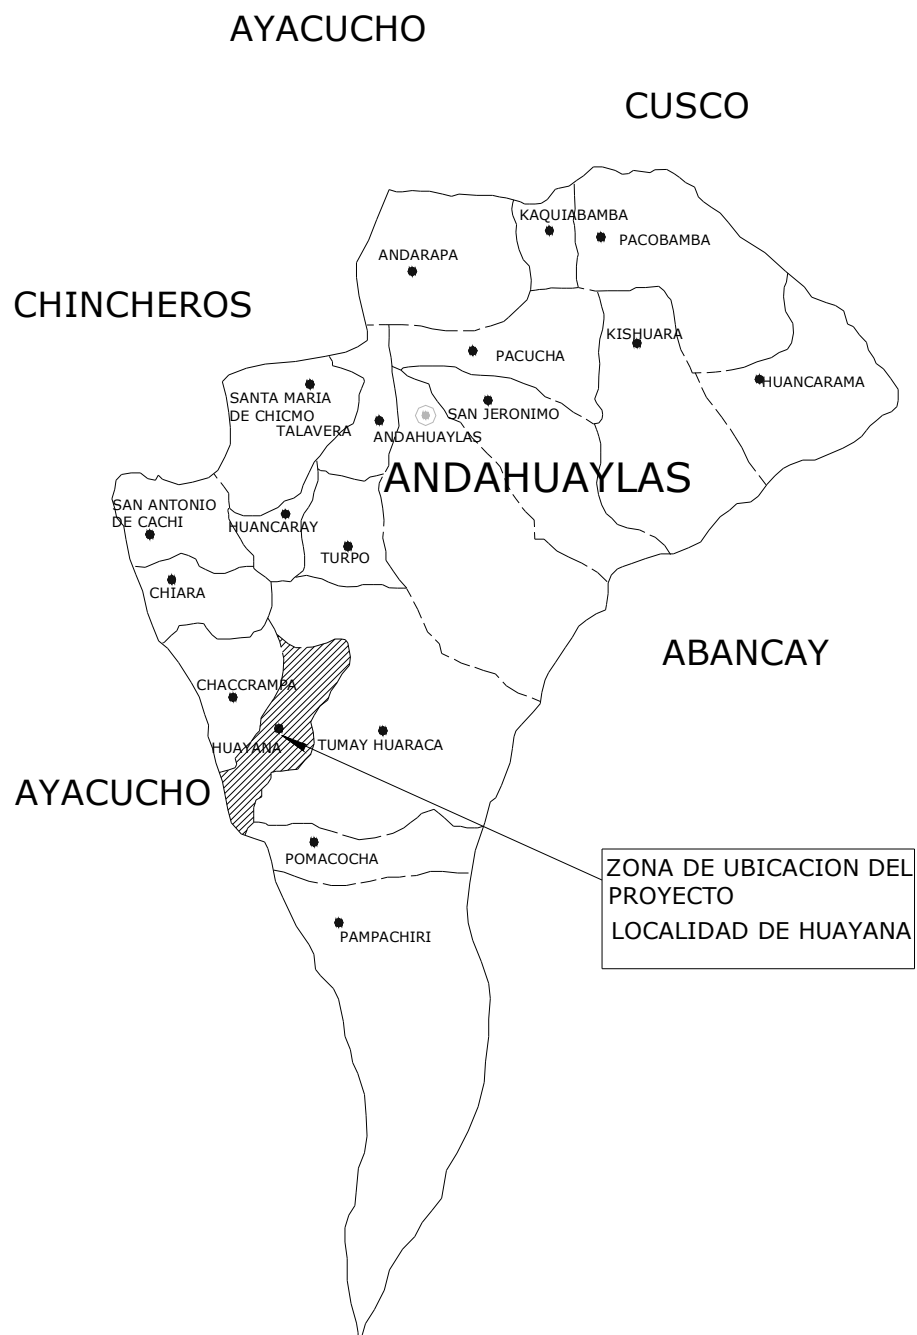 AYACUCHO
CUSCO
KAQUIABAMBA
PACOBAMBA
ANDARAPA
CHINCHEROS
KISHUARA
PACUCHA
HUANCARAMA
SANTA MARIA
DE CHICMO
SAN JERONIMO
TALAVERA
ANDAHUAYLAS
ANDAHUAYLAS
SAN ANTONIO
DE CACHI
HUANCARAY
TURPO
CHIARA
ABANCAY
CHACCRAMPA
HUAYANA
TUMAY HUARACA
AYACUCHO
POMACOCHA
ZONA DE UBICACION DEL
PROYECTO
LOCALIDAD DE HUAYANA
PAMPACHIRI